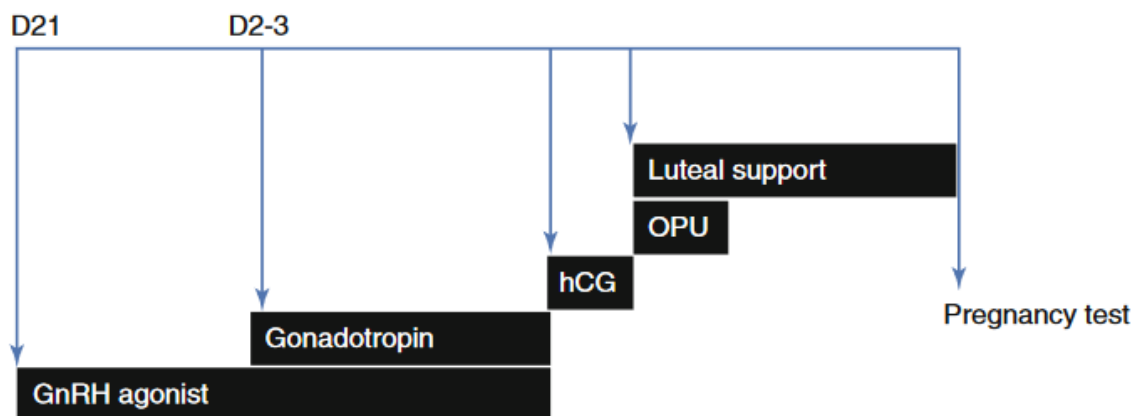 D21
D2-3
Luteal support
OPU
hCG
Pregnancy test
Gonadotropin
GnRH agonist